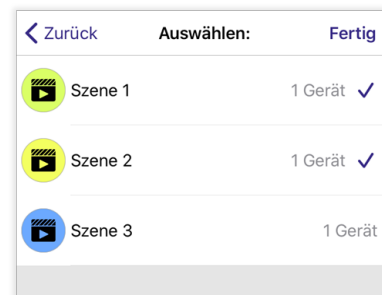 Zurück Auswählen: Fertig
Szene 1 1 Gerät
Szene 2 1 Gerät
Szene 3 1 Gerät